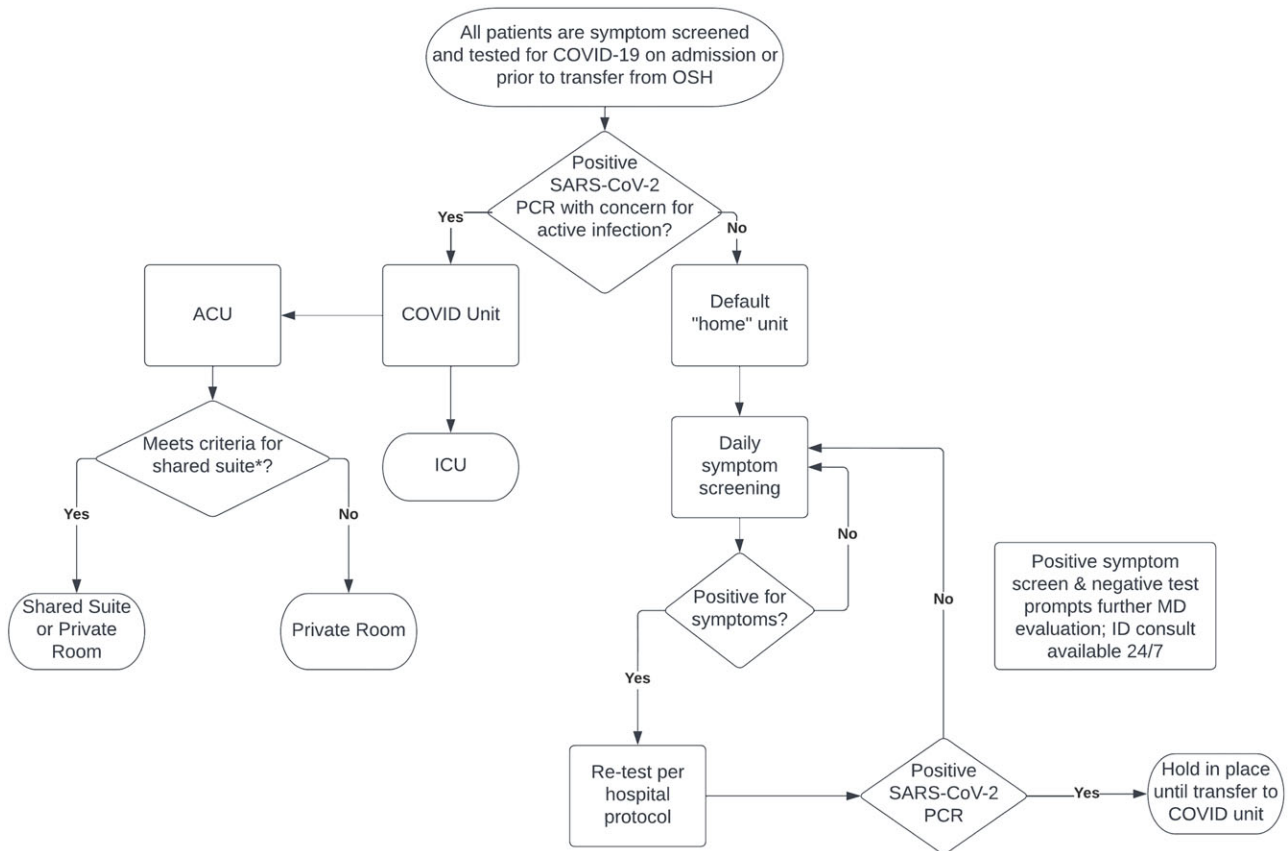 All patients are symptom screened
and tested for COVID-19 on admission or
prior to transfer from OSH
Positive
SARS-CoV-2
PCR with concern for
active infection?
Yes
No
ACU
COVID Unit
Default
"home" unit
Meets criteria for
shared suite*?
ICU
Daily
symptom
screening
Yes
No
No
Shared Suite
or Private
Room
Private Room
Positive for
symptoms?
No
Positive symptom
screen & negative test
prompts further MD
evaluation; ID consult
available 24/7
Yes
Re-test per
hospital
protocol
Positive
SARS-CoV-2
PCR
Yes
Hold in place
until transfer to
COVID unit